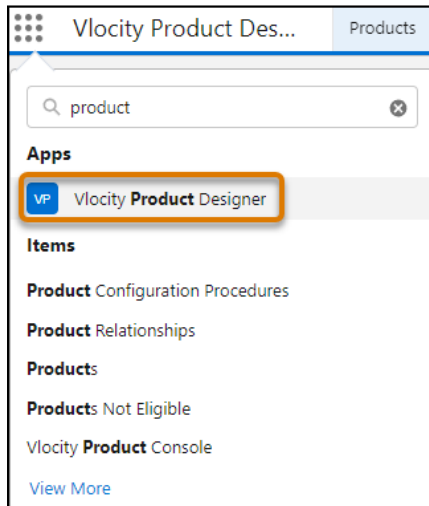 Vlocity Product Des... Products
product
Apps
VP Vlocity Product Designer
Items
Product Configuration Procedures
Product Relationships
Products
Products Not Eligible
Vlocity Product Console
View More